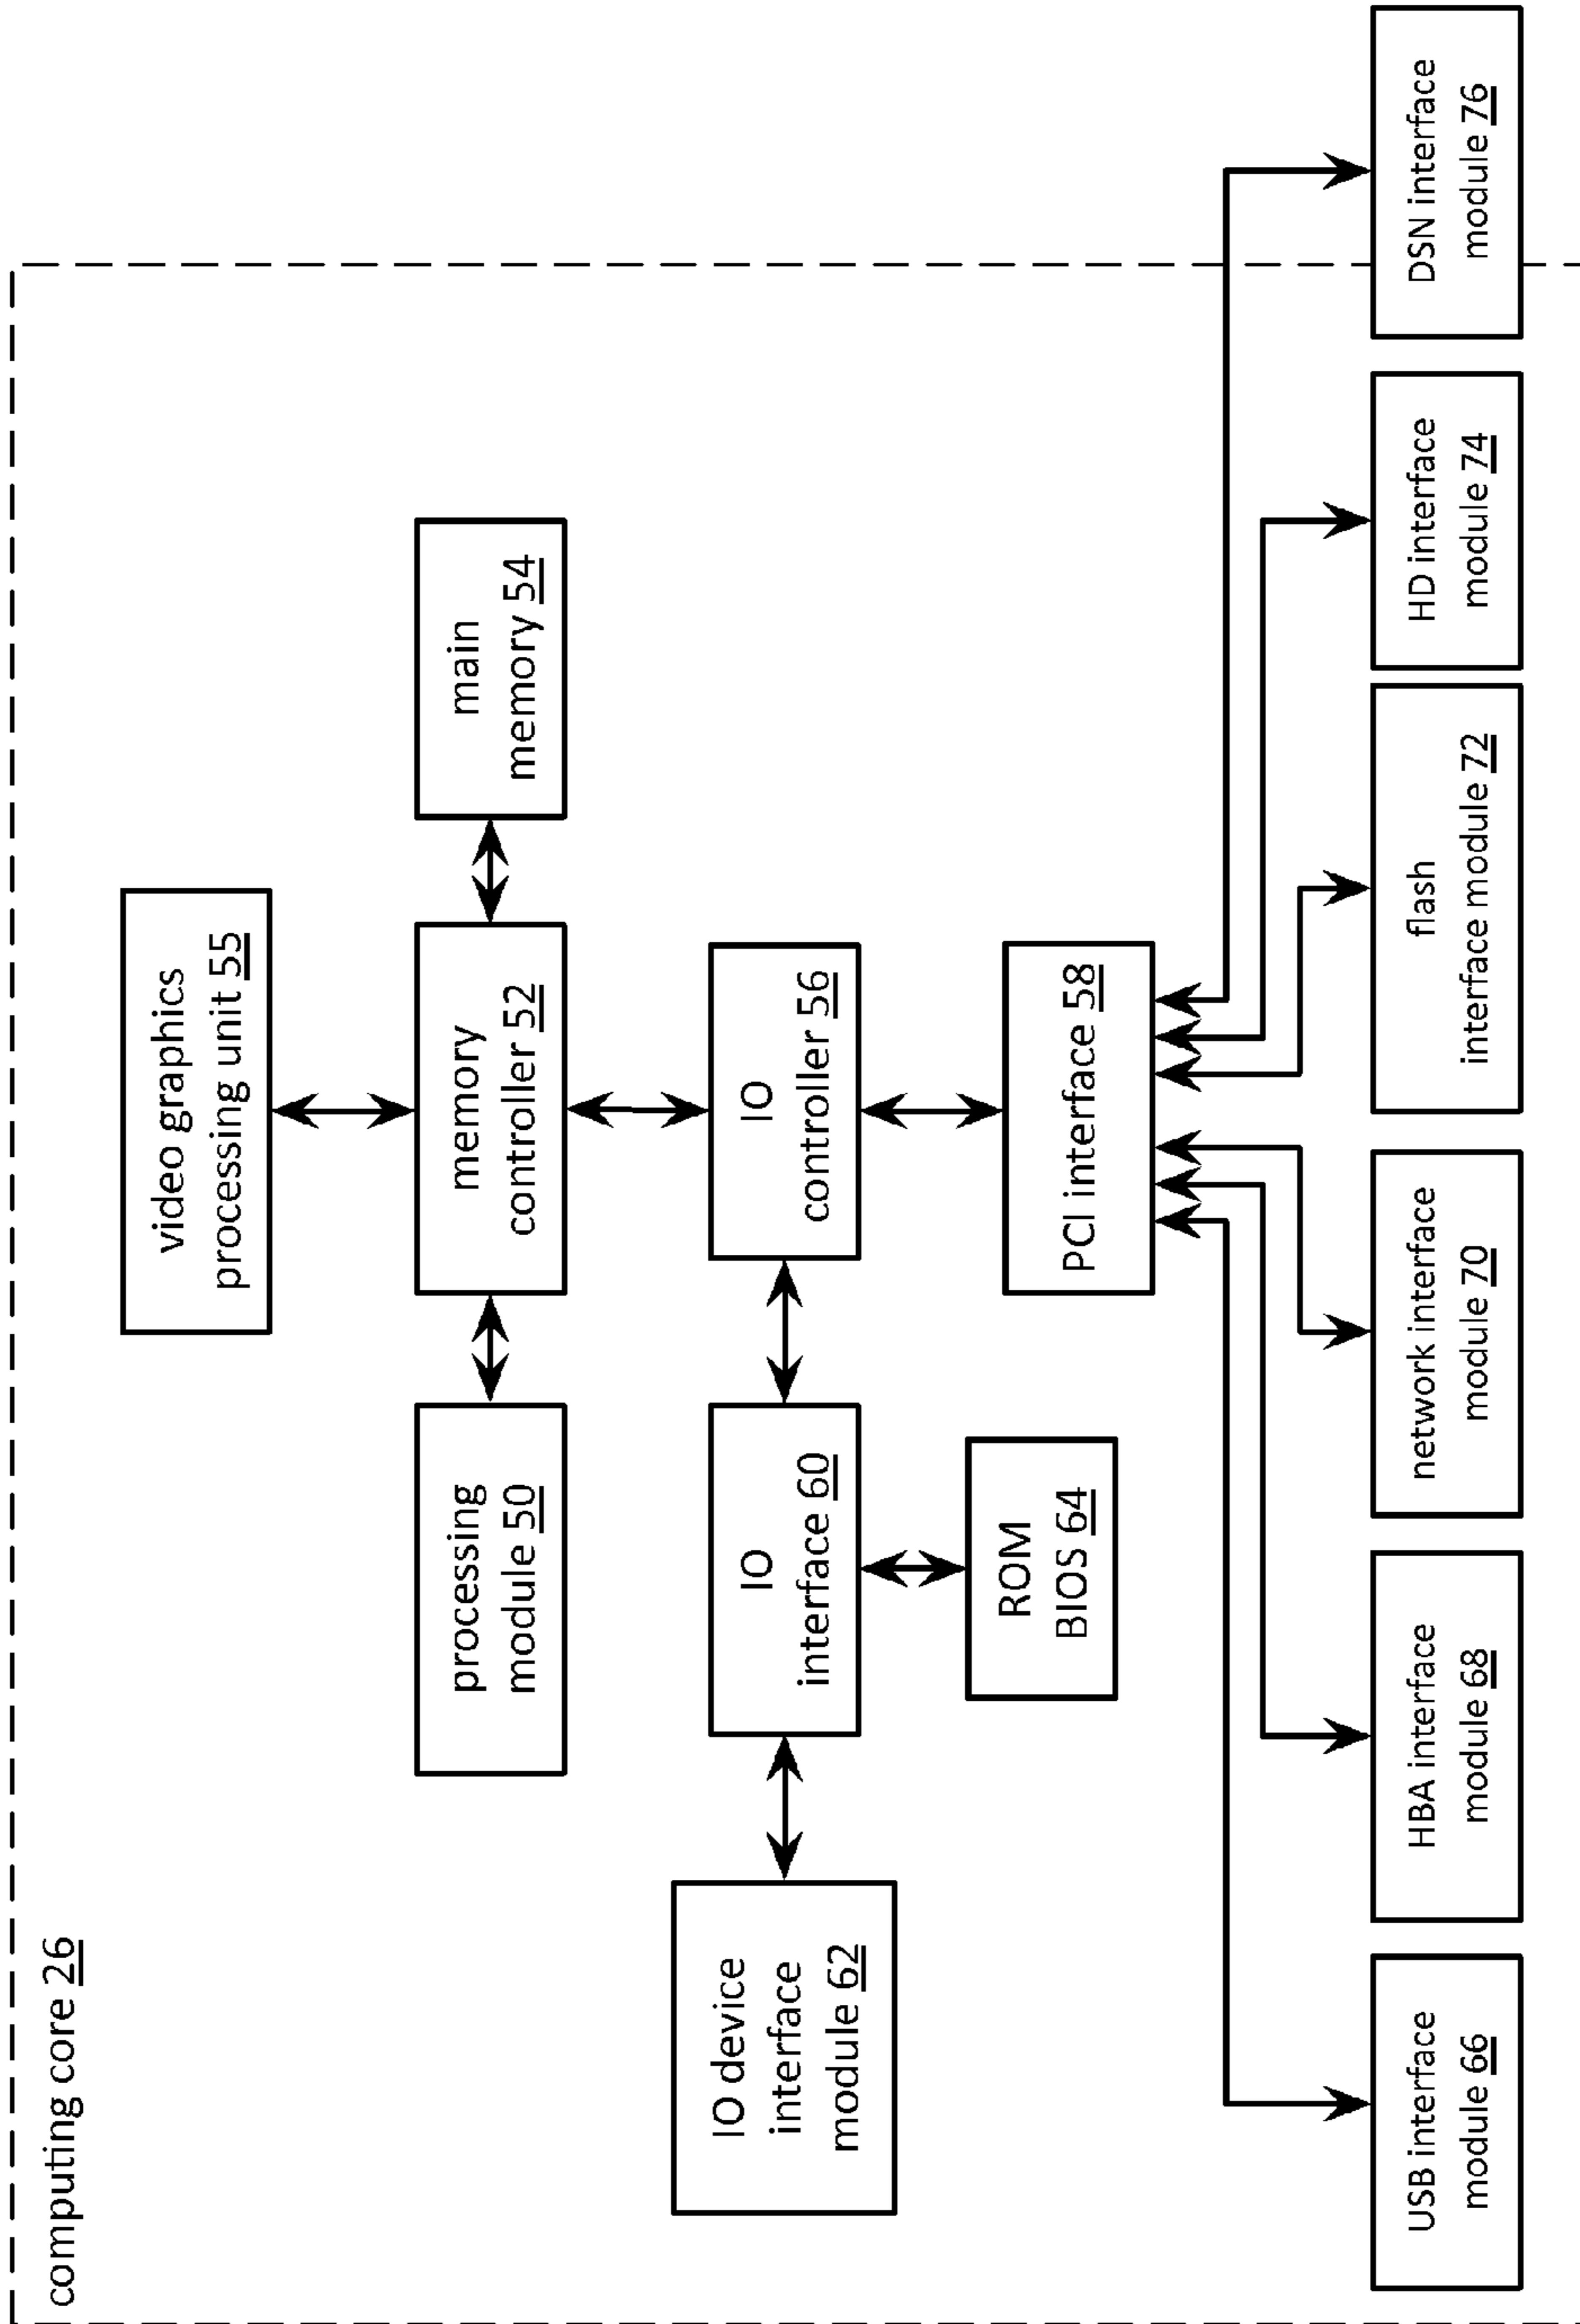 computing core 26
video graphics
processing unit 55
processing
module 50
memory
controller 52
main
memory 54
IO device
interface
module 62
IO
interface 60
IO
controller 56
ROM
BIOS 64
PCI interface 58
USB interface
module 66
HBA interface
module 68
network interface
module 70
flash
interface module 72
HD interface
module 74
DSN interface
module 76